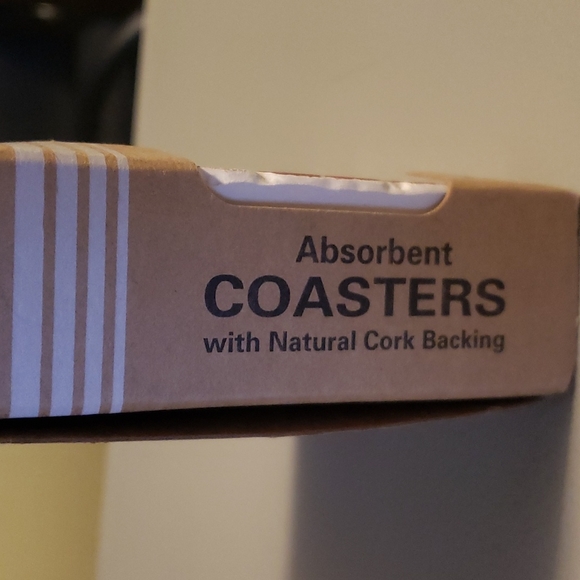 Absorbent
COASTERS
with Natural Cork Backing